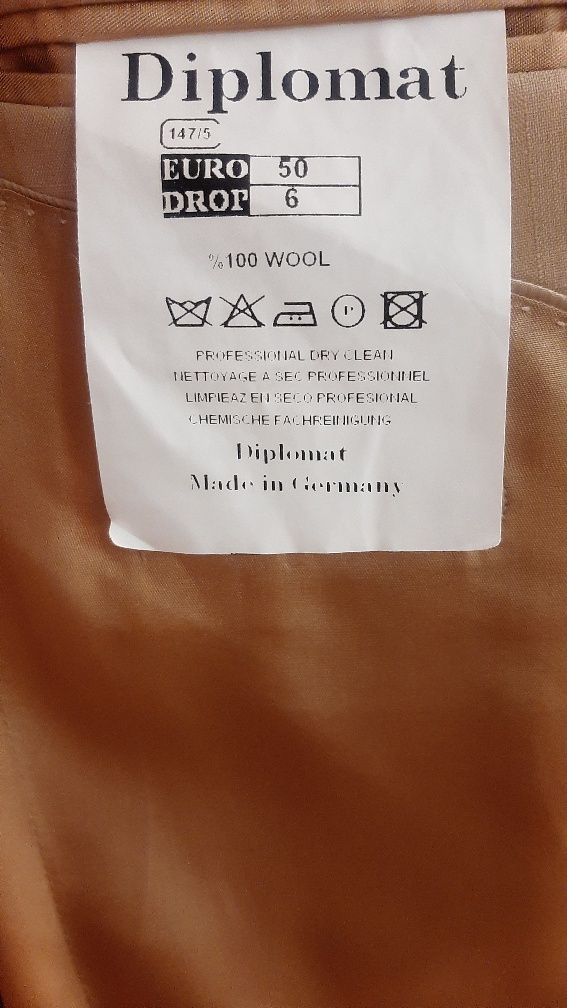 Diplomat
147/5
EURO 50
DROP 6
%100 WOOL
P
PROFESSIONAL DRY CLEAN
NETTOYAGE A SEC PROFESSIONNEL
LIMPIEAZ EN SECO PROFESIONAL
CHEMISCHE FACHREINIGUNG
Diplomat
Made in Germany